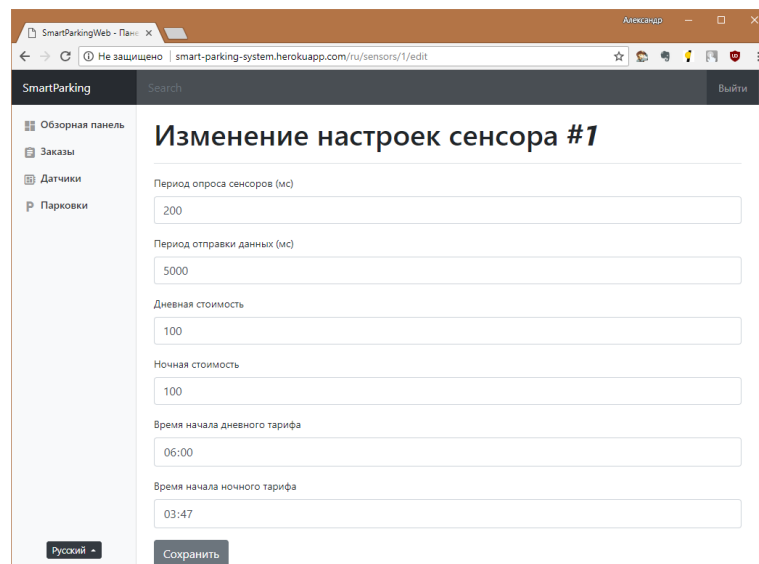 Александр
SmartParkingWeb - Пане
Не защищено | smart-parking-system.herokuapp.com/ru/sensors/1/edit
SmartParking
Search
Выйти
Обзорная панель
Заказы
Датчики
Парковки
Изменение настроек сенсора #1
Период опроса сенсоров (мс)
200
Период отправки данных (мс)
5000
Дневная стоимость
100
Ночная стоимость
100
Время начала дневного тарифа
06:00
Время начала ночного тарифа
03:47
Сохранить
Русский